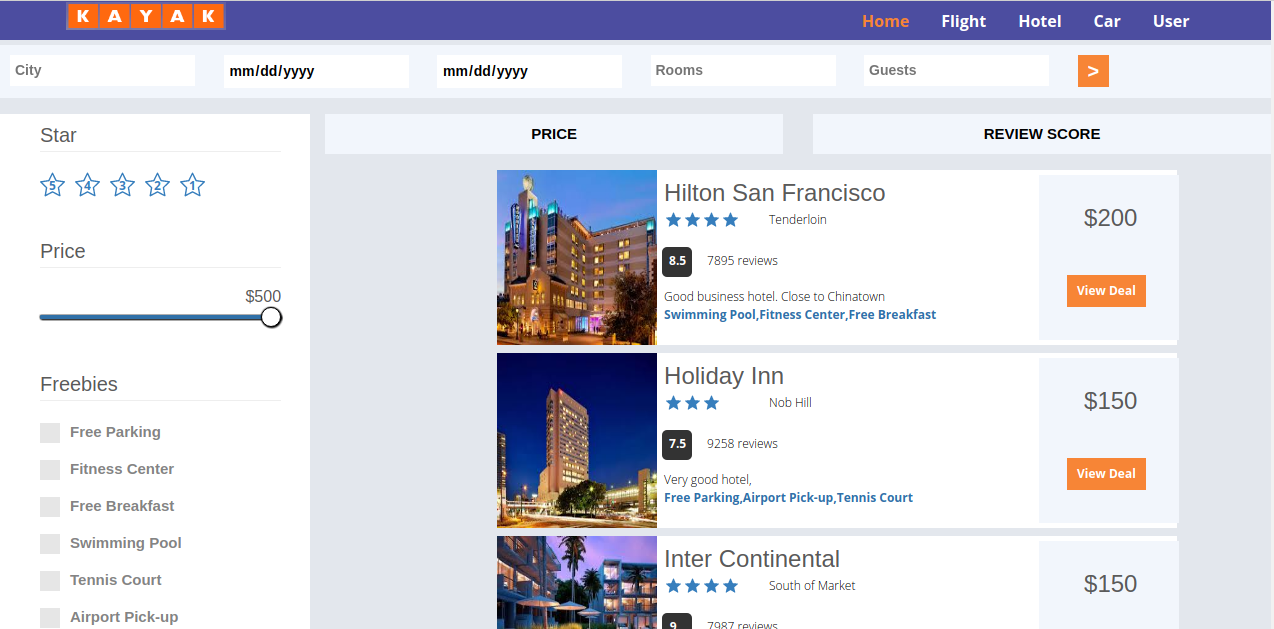 K A Y A K
Home Flight Hotel Car User
City mm/dd/yyyy mm/dd/yyyy Rooms Guests >
Star
5 4 3 2 1
Price
$500
Freebies
Free Parking
Fitness Center
Free Breakfast
Swimming Pool
Tennis Court
Airport Pick-up
PRICE REVIEW SCORE
Hilton San Francisco
Tenderloin
8.5 7895 reviews
Good business hotel. Close to Chinatown
Swimming Pool,Fitness Center,Free Breakfast
$200
View Deal
Holiday Inn
Nob Hill
7.5 9258 reviews
Very good hotel,
Free Parking,Airport Pick-up,Tennis Court
$150
View Deal
Inter Continental
South of Market
9 7987 reviews
$150